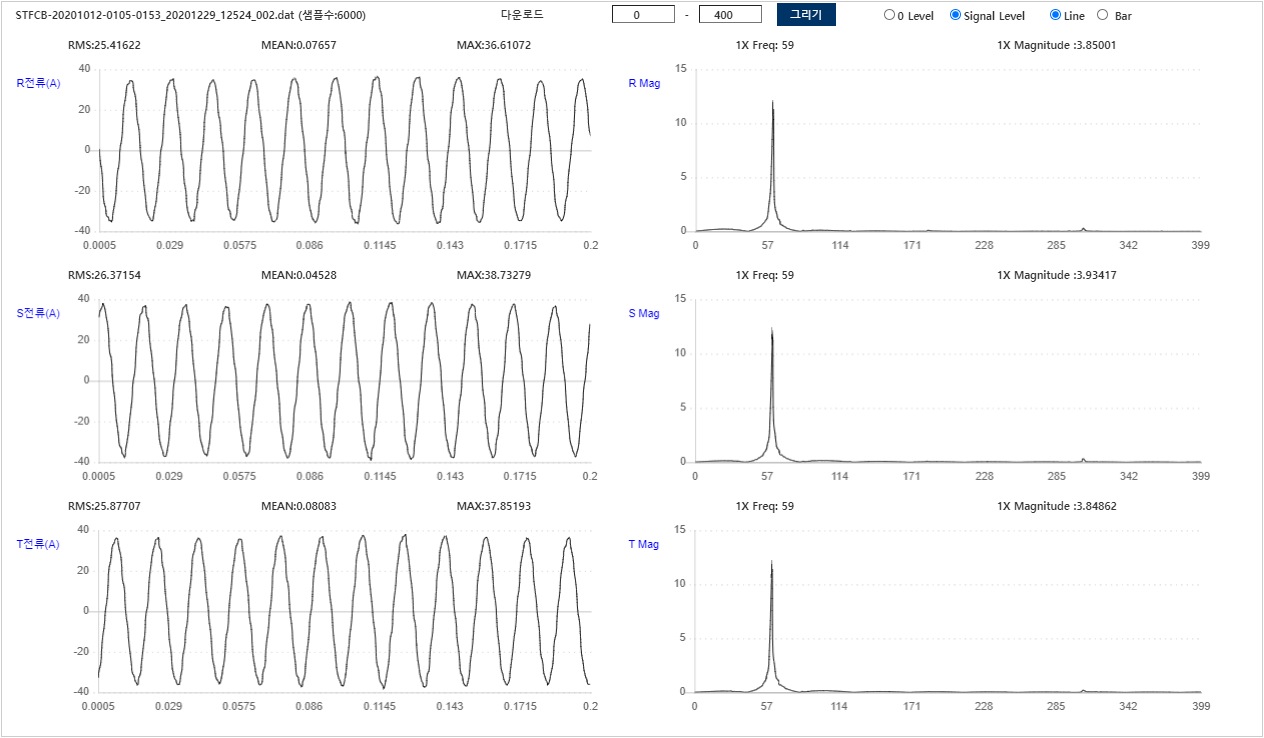 STFCB-20201012-0105-0153_20201229_12524_002.dat (샘플수:6000) 다운로드 0 - 400 그리기 0 Level Signal Level Line Bar
RMS:25.41622 MEAN:0.07657 MAX:36.61072 1X Freq: 59 1X Magnitude :3.85001
R전류(A)
40
20
0
-20
-40
0.0005 0.029 0.0575 0.086 0.1145 0.143 0.1715 0.2
R Mag
15
10
5
0
0 57 114 171 228 285 342 399
RMS:26.37154 MEAN:0.04528 MAX:38.73279 1X Freq: 59 1X Magnitude :3.93417
S전류(A)
40
20
0
-20
-40
0.0005 0.029 0.0575 0.086 0.1145 0.143 0.1715 0.2
S Mag
15
10
5
0
0 57 114 171 228 285 342 399
RMS:25.87707 MEAN:0.08083 MAX:37.85193 1X Freq: 59 1X Magnitude :3.84862
T전류(A)
40
20
0
-20
-40
0.0005 0.029 0.0575 0.086 0.1145 0.143 0.1715 0.2
T Mag
15
10
5
0
0 57 114 171 228 285 342 399